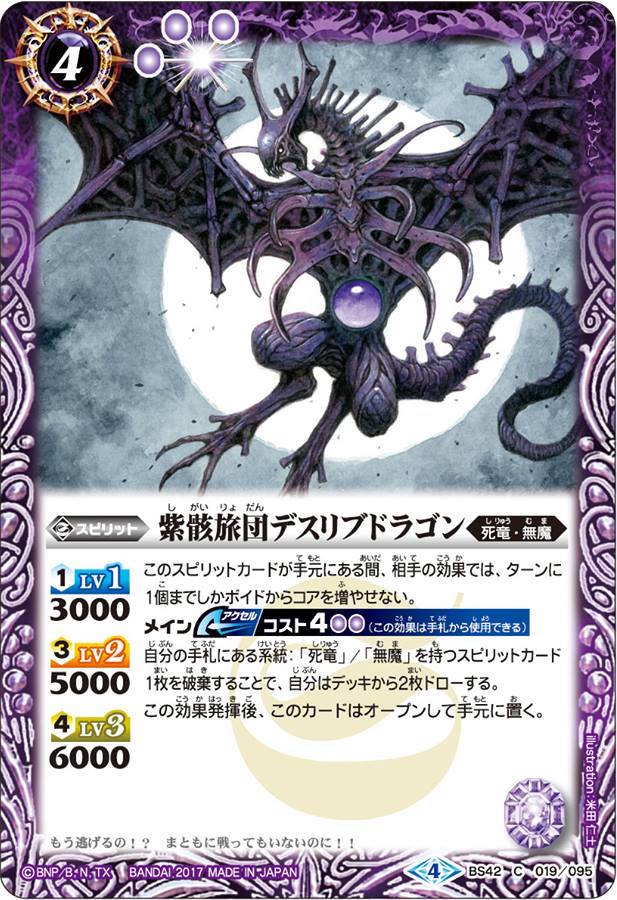 4
スピリット 紫骸旅団デスリブドラゴン 死竜・無魔
1 LV1 3000
3 LV2 5000
4 LV3 6000
このスピリットカードが手元にある間、相手の効果では、ターンに
1個までしかボイドからコアを増やせない。
メイン アクセル コスト4 (この効果は手札から使用できる)
自分の手札にある系統:「死竜」/「無魔」を持つスピリットカード
1枚を破棄することで、自分はデッキから2枚ドローする。
この効果発揮後、このカードはオープンして手元に置く。
もう逃げるの!? まともに戦ってもいないのに!!
illustration:米田仁士
©BNP/B, N, TX BANDAI 2017 MADE IN JAPAN 4 BS42 C 019/095